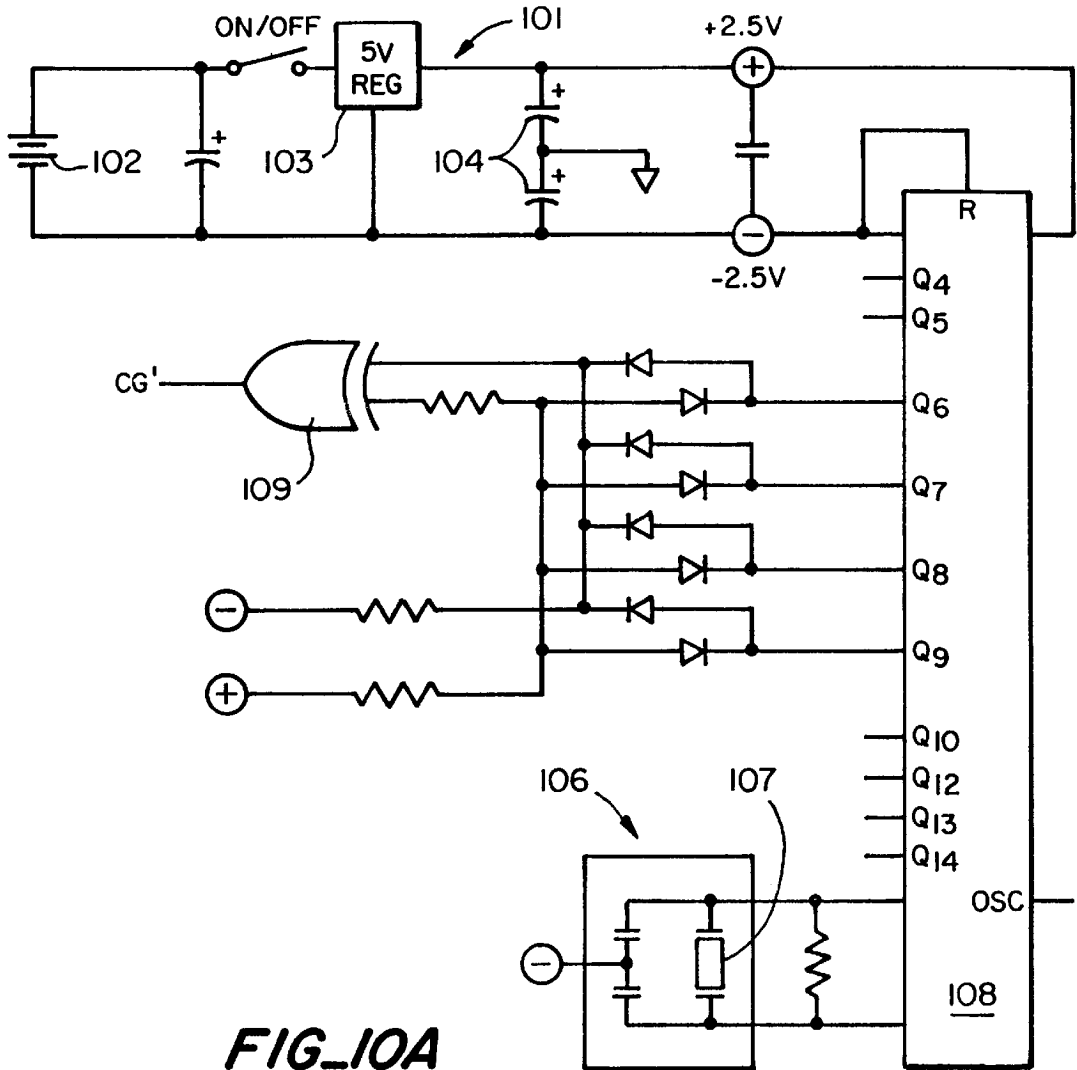 ON/OFF
101
+2.5V
5V
REG
+
+
+
+
102
103
104
-
-2.5V
R
Q4
Q5
CG'
Q6
109
Q7
Q8
-
Q9
+
Q10
106
107
Q12
Q13
Q14
OSC
-
108
FIG_10A